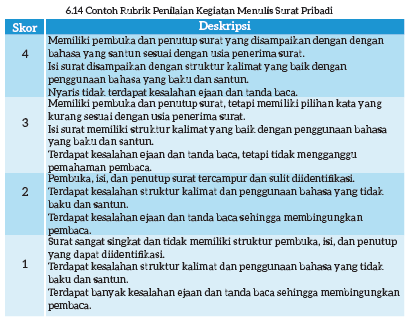 6.14 Contoh Rubrik Penilaian Kegiatan Menulis Surat Pribadi
Skor Deskripsi
4
Memiliki pembuka dan penutup surat yang disampaikan dengan dengan
bahasa yang santun sesuai dengan usia penerima surat.
Isi surat disampaikan dengan struktur kalimat yang baik dengan
penggunaan bahasa yang baku dan santun.
Nyaris tidak terdapat kesalahan ejaan dan tanda baca.
3
Memiliki pembuka dan penutup surat, tetapi memiliki pilihan kata yang
kurang sesuai dengan usia penerima surat.
Isi surat memiliki struktur kalimat yang baik dengan penggunaan bahasa
yang baku dan santun.
Terdapat kesalahan ejaan dan tanda baca, tetapi tidak mengganggu
pemahaman pembaca.
2
Pembuka, isi, dan penutup surat tercampur dan sulit diidentifikasi.
Terdapat kesalahan struktur kalimat dan penggunaan bahasa yang tidak
baku dan santun.
Terdapat kesalahan ejaan dan tanda baca sehingga membingungkan
pembaca.
1
Surat sangat singkat dan tidak memiliki struktur pembuka, isi, dan penutup
yang dapat diidentifikasi.
Terdapat kesalahan struktur kalimat dan penggunaan bahasa yang tidak
baku dan santun.
Terdapat banyak kesalahan ejaan dan tanda baca sehingga membingungkan
pembaca.